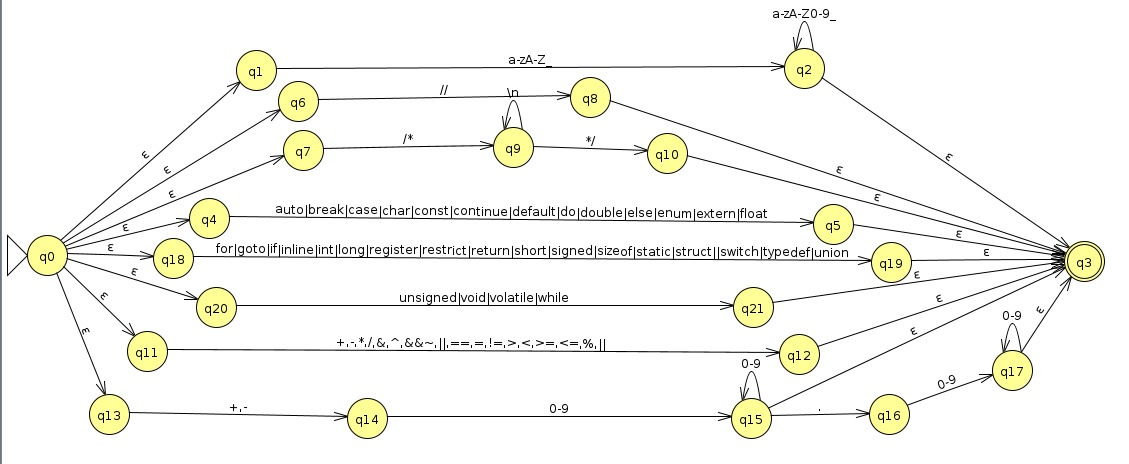 a-zA-Z0-9_
a-zA-Z_
q1
q2
ε
//
\n
q6
q8
ε
ε
/*
*/
q7
q9
q10
ε
ε
ε
auto|break|case|char|const|continue|default|do|double|else|enum|extern|float
q4
q5
ε
ε
for|goto|if|inline|int|long|register|restrict|return|short|signed|sizeof|static|struct||switch|typedef|union
q0
q18
q19
q3
ε
ε
ε
unsigned|void|volatile|while
q20
q21
ε
ε
ε
+,-,*,/,&,^,&&~,||,==,=,!=,>,<,>=,<=,%,||
q11
q12
0-9
ε
ε
ε
0-9
q17
0-9
+,-
0-9
.
q13
q14
q15
q16